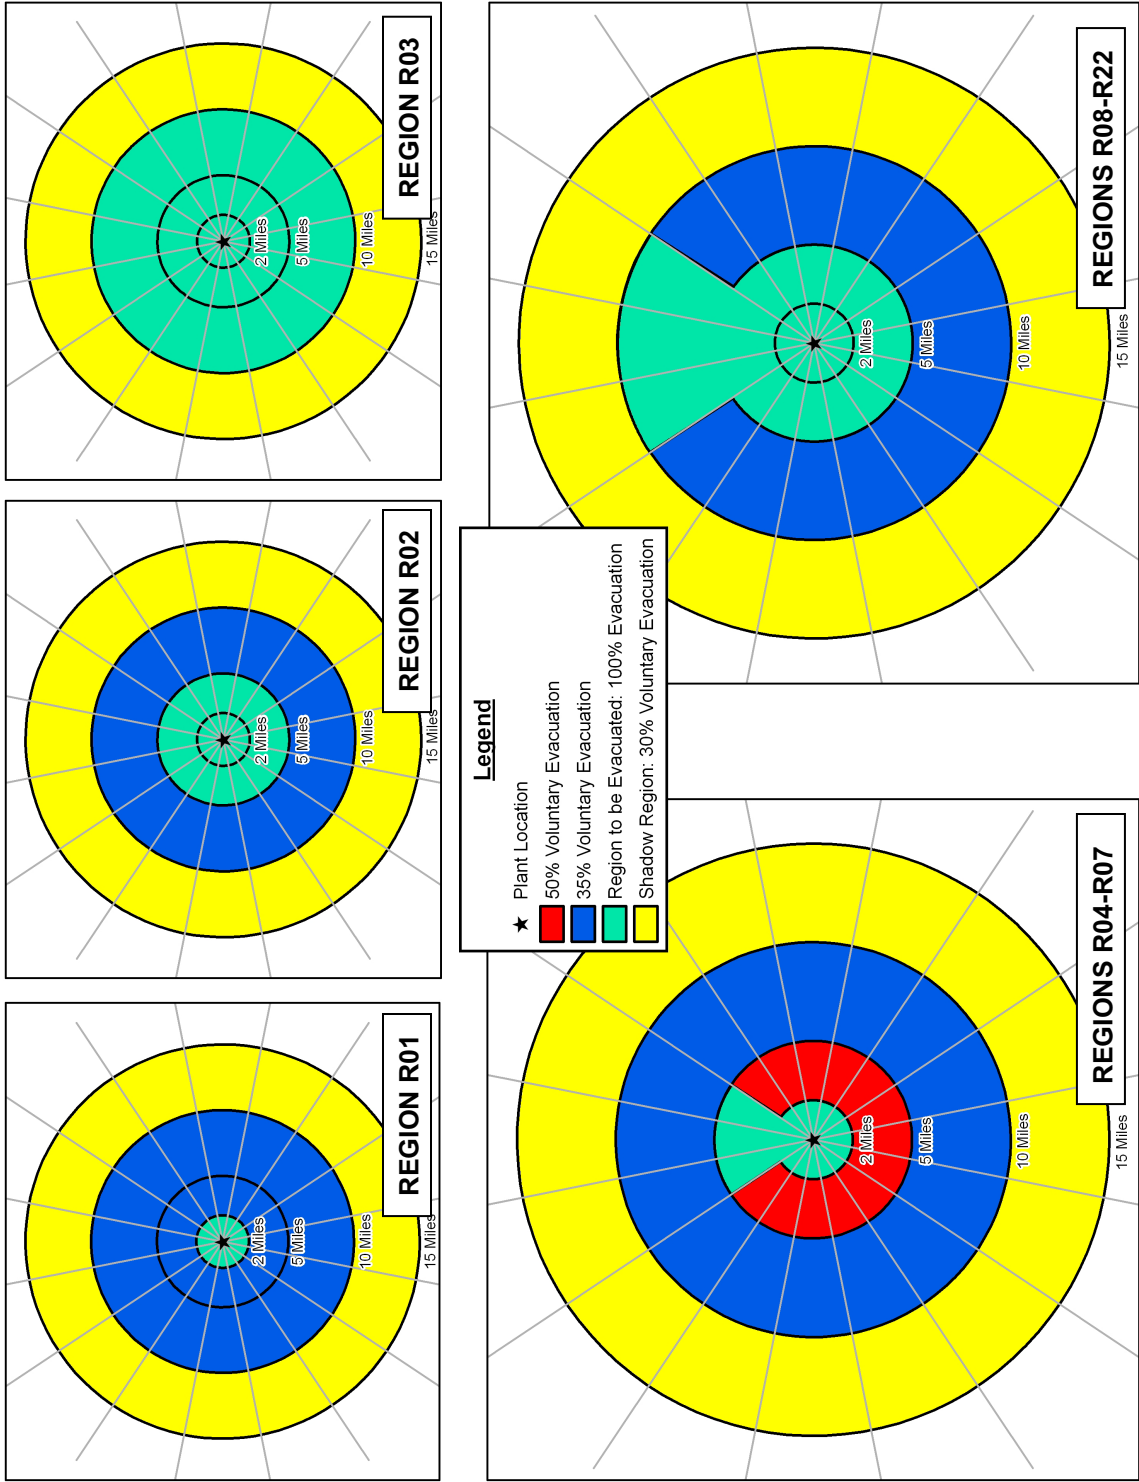 REGION R01
2 Miles
5 Miles
10 Miles
15 Miles
REGION R02
2 Miles
5 Miles
10 Miles
15 Miles
REGION R03
2 Miles
5 Miles
10 Miles
15 Miles
Legend
Plant Location
50% Voluntary Evacuation
35% Voluntary Evacuation
Region to be Evacuated: 100% Evacuation
Shadow Region: 30% Voluntary Evacuation
REGIONS R04-R07
2 Miles
5 Miles
10 Miles
15 Miles
REGIONS R08-R22
2 Miles
5 Miles
10 Miles
15 Miles